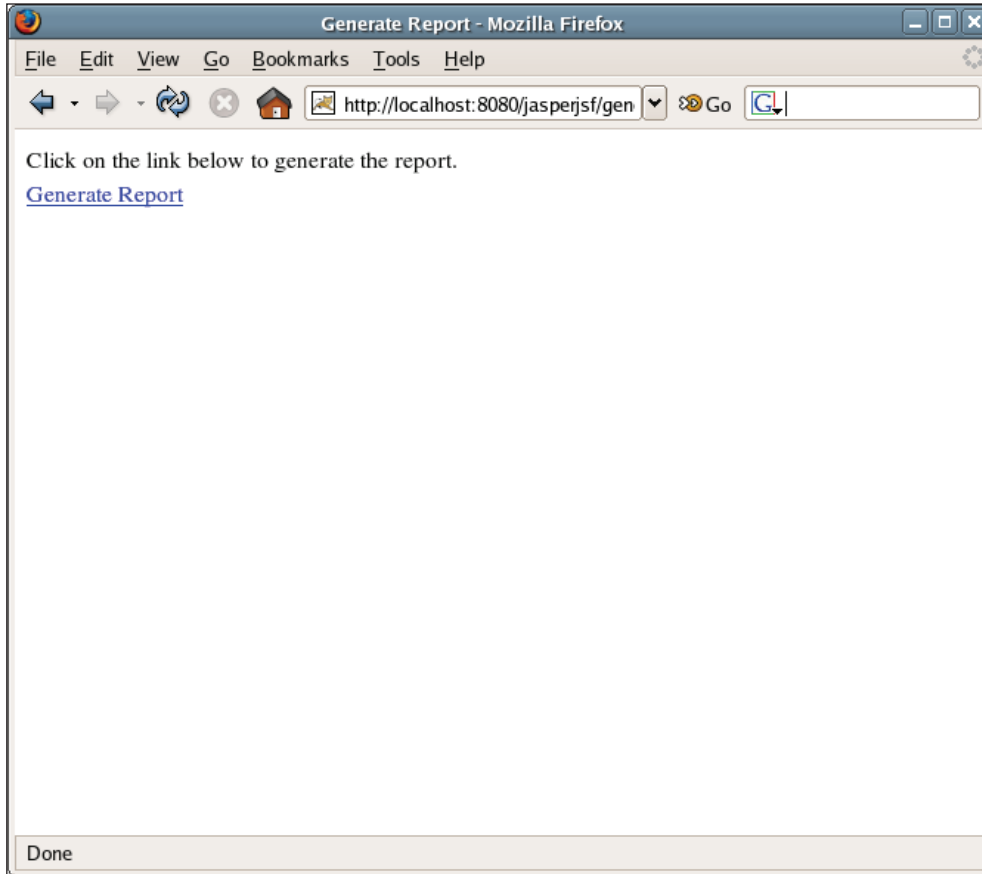 Generate Report - Mozilla Firefox
File Edit View Go Bookmarks Tools Help
http://localhost:8080/jasperjsf/gen Go G
Click on the link below to generate the report.
Generate Report
Done